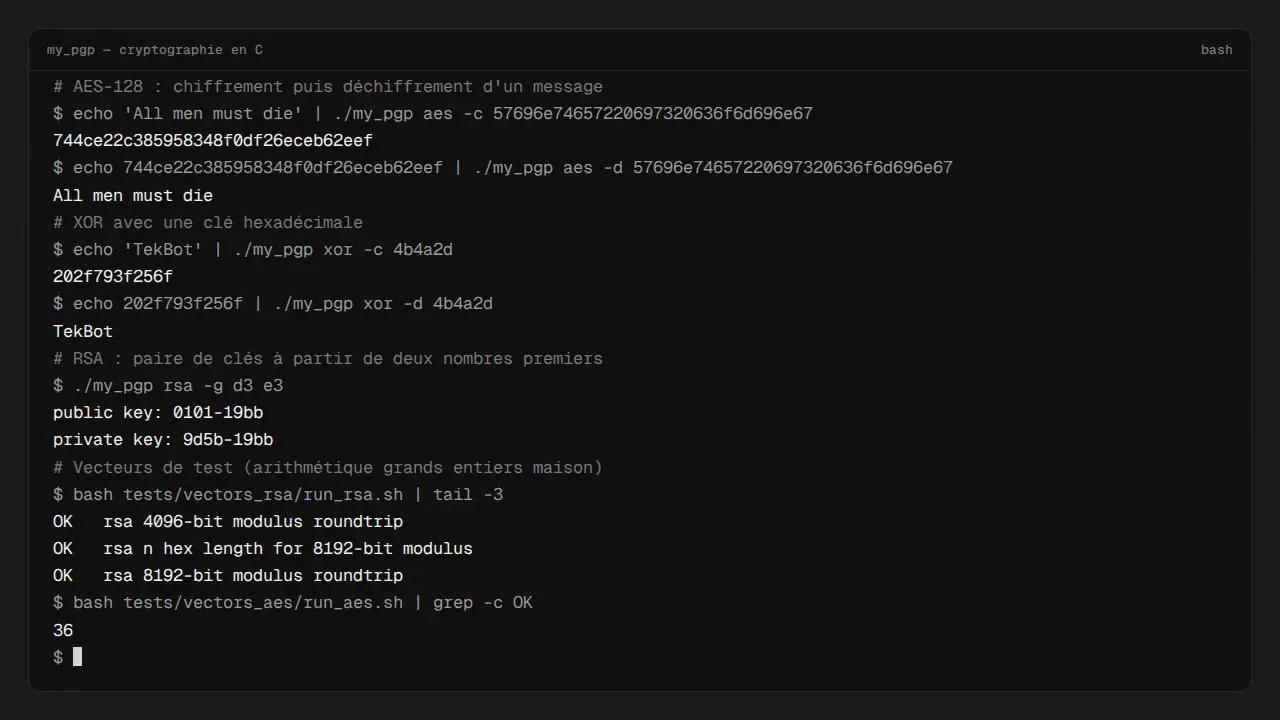 my_pgp — cryptographie en C
bash
# AES-128 : chiffrement puis déchiffrement d'un message
$ echo 'All men must die' | ./my_pgp aes -c 57696e74657220697320636f6d696e67
744ce22c385958348f0df26eceb62eef
$ echo 744ce22c385958348f0df26eceb62eef | ./my_pgp aes -d 57696e74657220697320636f6d696e67
All men must die
# XOR avec une clé hexadécimale
$ echo 'TekBot' | ./my_pgp xor -c 4b4a2d
202f793f256f
$ echo 202f793f256f | ./my_pgp xor -d 4b4a2d
TekBot
# RSA : paire de clés à partir de deux nombres premiers
$ ./my_pgp rsa -g d3 e3
public key: 0101-19bb
private key: 9d5b-19bb
# Vecteurs de test (arithmétique grands entiers maison)
$ bash tests/vectors_rsa/run_rsa.sh | tail -3
OK   rsa 4096-bit modulus roundtrip
OK   rsa n hex length for 8192-bit modulus
OK   rsa 8192-bit modulus roundtrip
$ bash tests/vectors_aes/run_aes.sh | grep -c OK
36
$